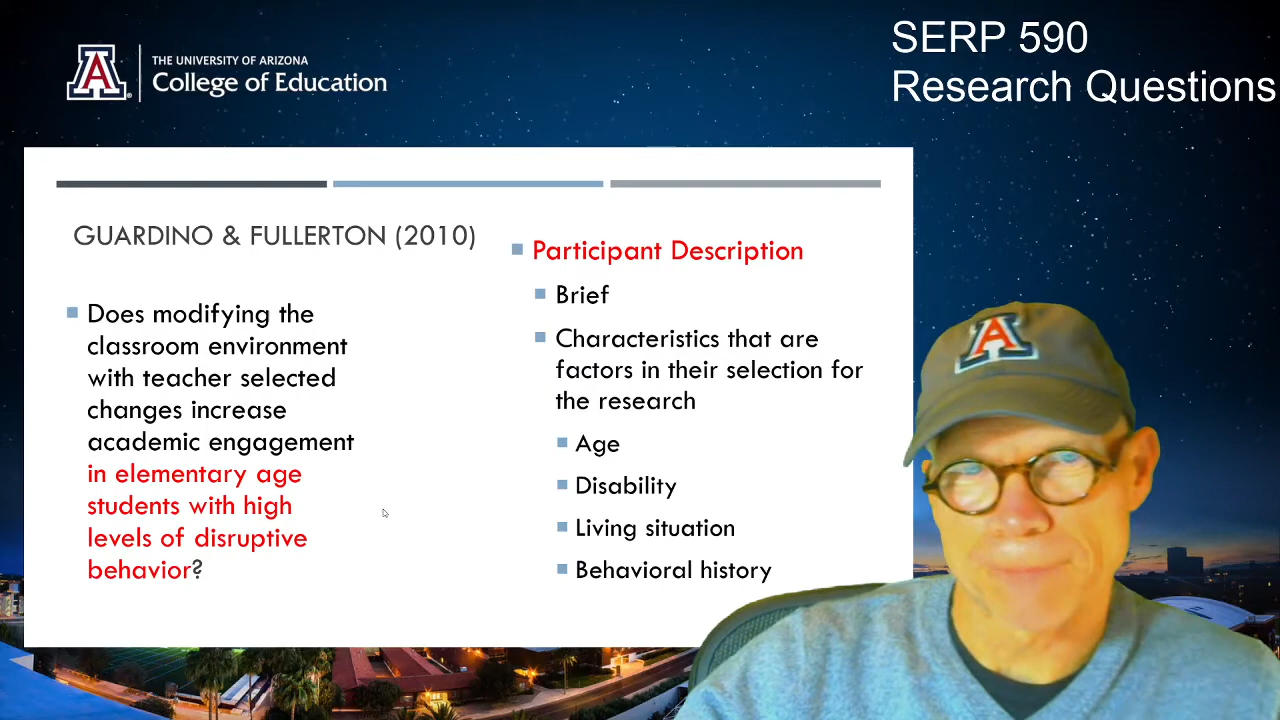 THE UNIVERSITY OF ARIZONA
College of Education
SERP 590
Research Questions
GUARDINO & FULLERTON (2010)
Does modifying the
classroom environment
with teacher selected
changes increase
academic engagement
in elementary age
students with high
levels of disruptive
behavior?
Participant Description
Brief
Characteristics that are
factors in their selection for
the research
Age
Disability
Living situation
Behavioral history
A
A